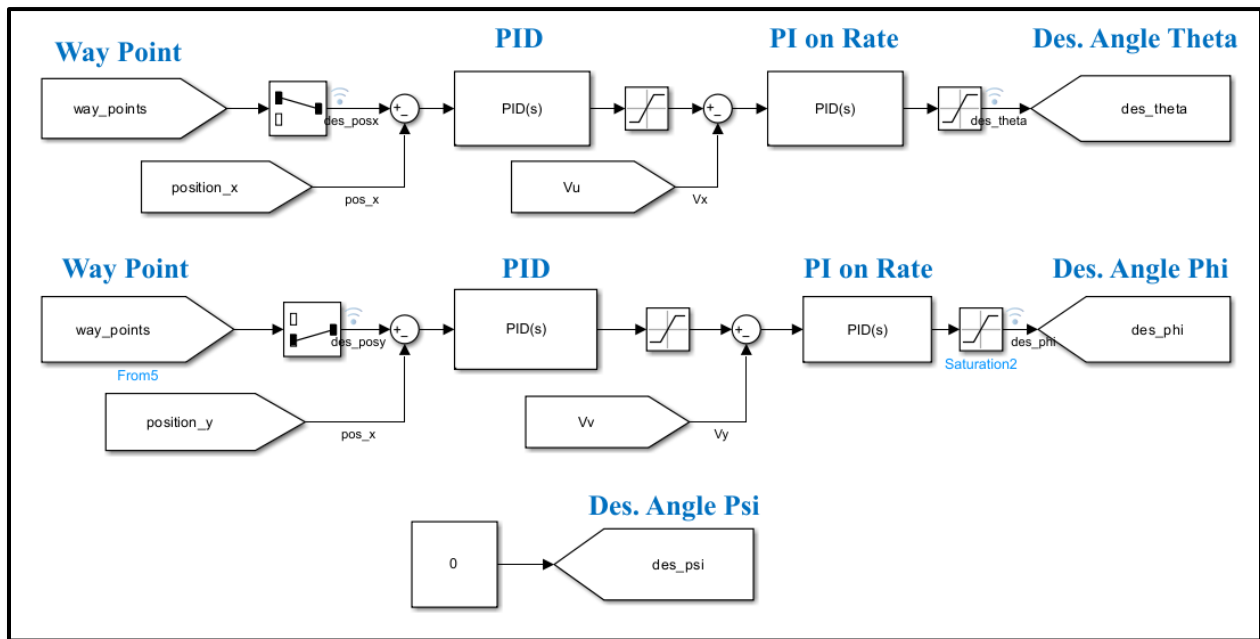 Way Point
PID
PI on Rate
Des. Angle Theta
way_points
des_posx
+
−
PID(s)
+
−
PID(s)
des_theta
des_theta
position_x
pos_x
Vu
Vx
Way Point
PID
PI on Rate
Des. Angle Phi
way_points
des_posy
+
−
PID(s)
+
−
PID(s)
des_phi
des_phi
From5
Saturation2
position_y
pos_x
Vv
Vy
Des. Angle Psi
0
des_psi